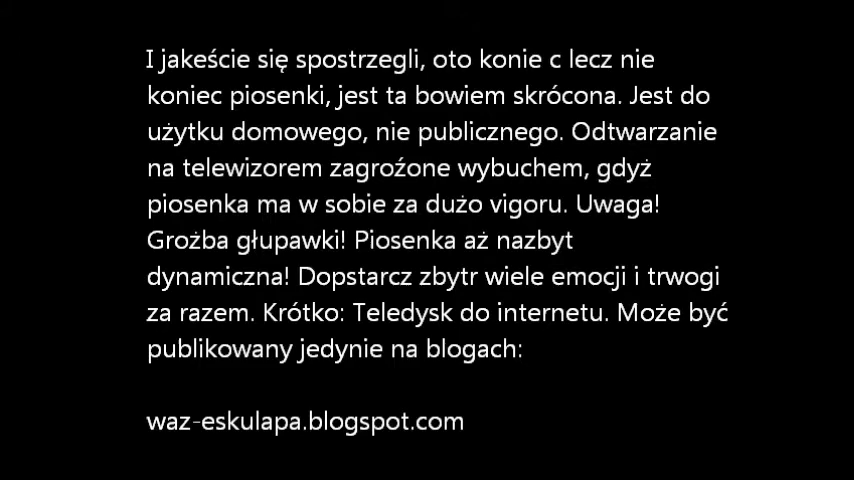 I jakeście się spostrzegli, oto konie c lecz nie
koniec piosenki, jest ta bowiem skrócona. Jest do
użytku domowego, nie publicznego. Odtwarzanie
na telewizorem zagroźone wybuchem, gdyż
piosenka ma w sobie za dużo vigoru. Uwaga!
Grożba głupawki! Piosenka aż nazbyt
dynamiczna! Dopstarcz zbytr wiele emocji i trwogi
za razem. Krótko: Teledysk do internetu. Może być
publikowany jedynie na blogach:
waz-eskulapa.blogspot.com